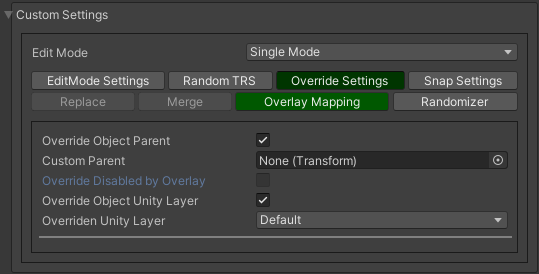 Custom Settings
Edit Mode Single Mode
EditMode Settings Random TRS Override Settings Snap Settings
Replace Merge Overlay Mapping Randomizer
Override Object Parent
Custom Parent None (Transform)
Override Disabled by Overlay
Override Object Unity Layer
Overriden Unity Layer Default